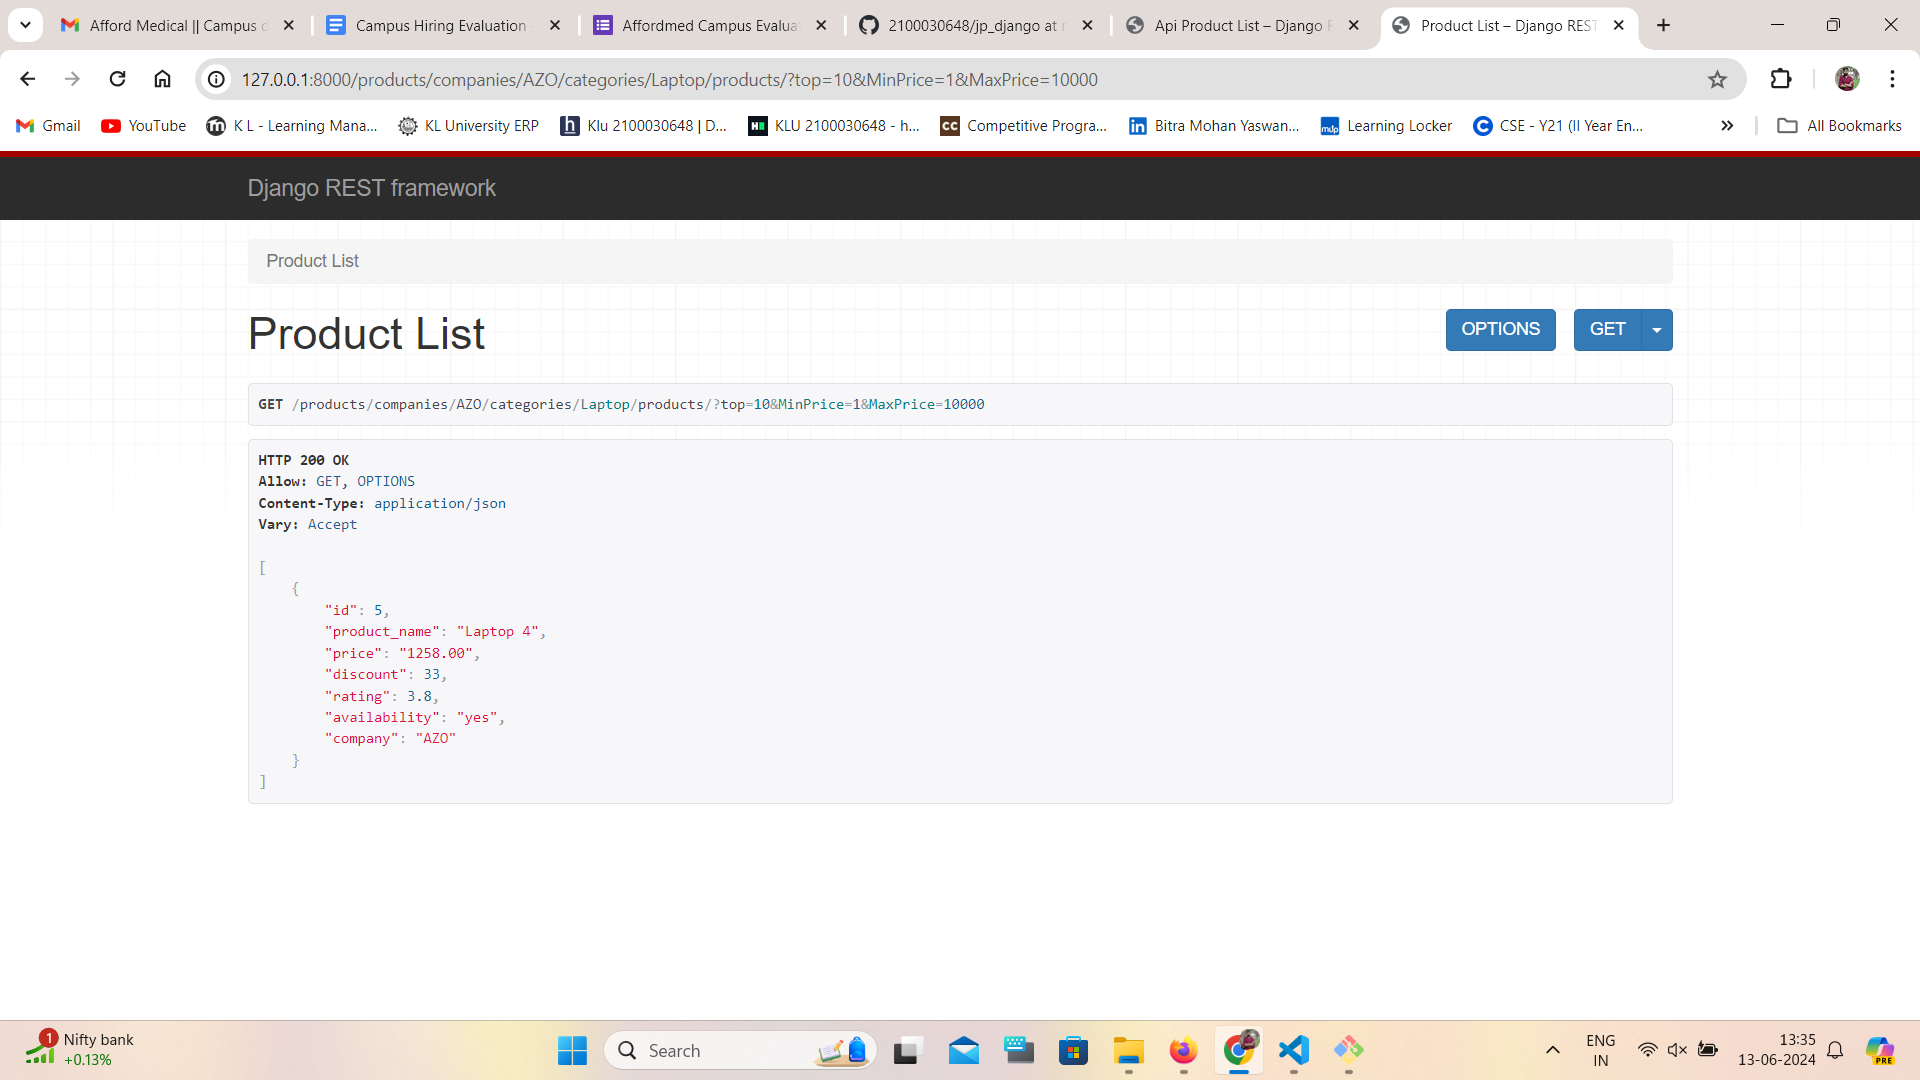 Afford Medical || Campus
Campus Hiring Evaluation
Affordmed Campus Evalua
2100030648/jp_django at
Api Product List – Django
Product List – Django REST
127.0.0.1:8000/products/companies/AZO/categories/Laptop/products/?top=10&MinPrice=1&MaxPrice=10000
Gmail
YouTube
K L - Learning Mana...
KL University ERP
Klu 2100030648 | D...
KLU 2100030648 - h...
Competitive Progra...
Bitra Mohan Yaswan...
Learning Locker
CSE - Y21 (II Year En...
All Bookmarks
Django REST framework
Product List
Product List
OPTIONS
GET
GET /products/companies/AZO/categories/Laptop/products/?top=10&MinPrice=1&MaxPrice=10000
HTTP 200 OK
Allow: GET, OPTIONS
Content-Type: application/json
Vary: Accept
[
{
"id": 5,
"product_name": "Laptop 4",
"price": "1258.00",
"discount": 33,
"rating": 3.8,
"availability": "yes",
"company": "AZO"
}
]
1
Nifty bank
+0.13%
Search
ENG
IN
13:35
13-06-2024
PRE